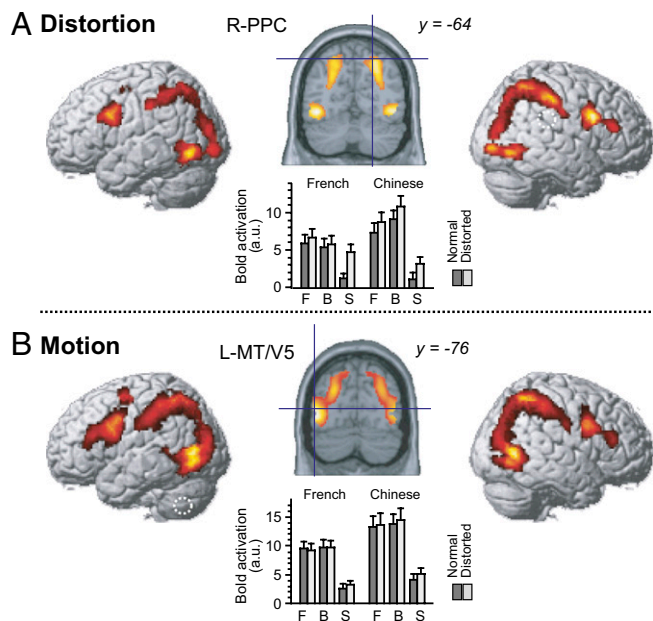 A Distortion
R-PPC
y = -64
French Chinese
Bold activation
(a.u.)
10
5
0
F B S F B S
Normal
Distorted
B Motion
L-MT/V5
y = -76
French Chinese
Bold activation
(a.u.)
15
10
5
0
F B S F B S
Normal
Distorted